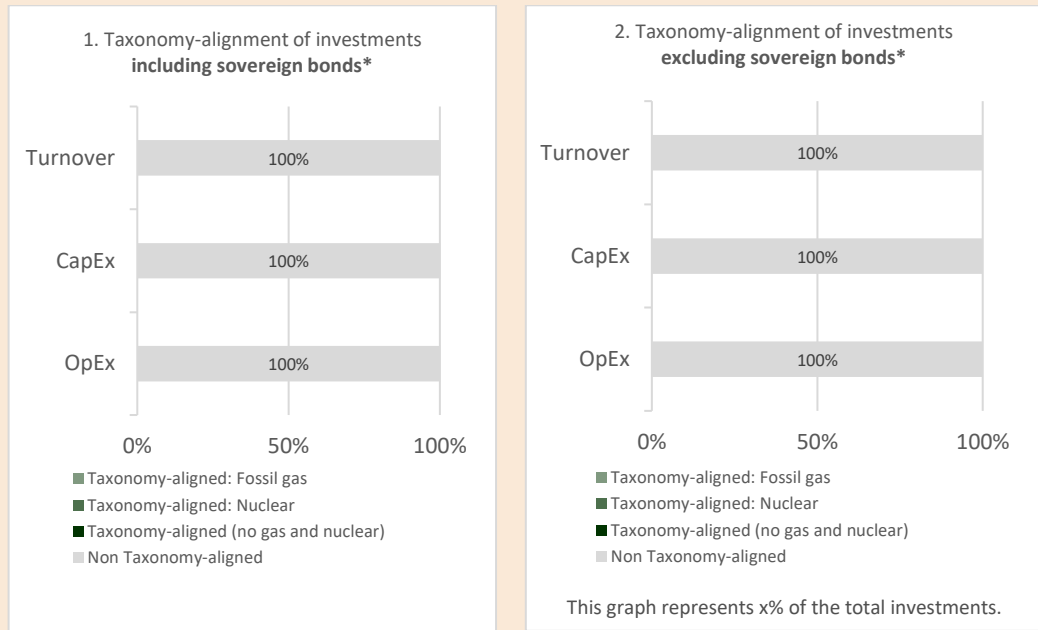 1. Taxonomy-alignment of investments
including sovereign bonds*
Turnover
100%
CapEx
100%
OpEx
100%
0%
50%
100%
Taxonomy-aligned: Fossil gas
Taxonomy-aligned: Nuclear
Taxonomy-aligned (no gas and nuclear)
Non Taxonomy-aligned
2. Taxonomy-alignment of investments
excluding sovereign bonds*
Turnover
100%
CapEx
100%
OpEx
100%
0%
50%
100%
Taxonomy-aligned: Fossil gas
Taxonomy-aligned: Nuclear
Taxonomy-aligned (no gas and nuclear)
Non Taxonomy-aligned
This graph represents x% of the total investments.